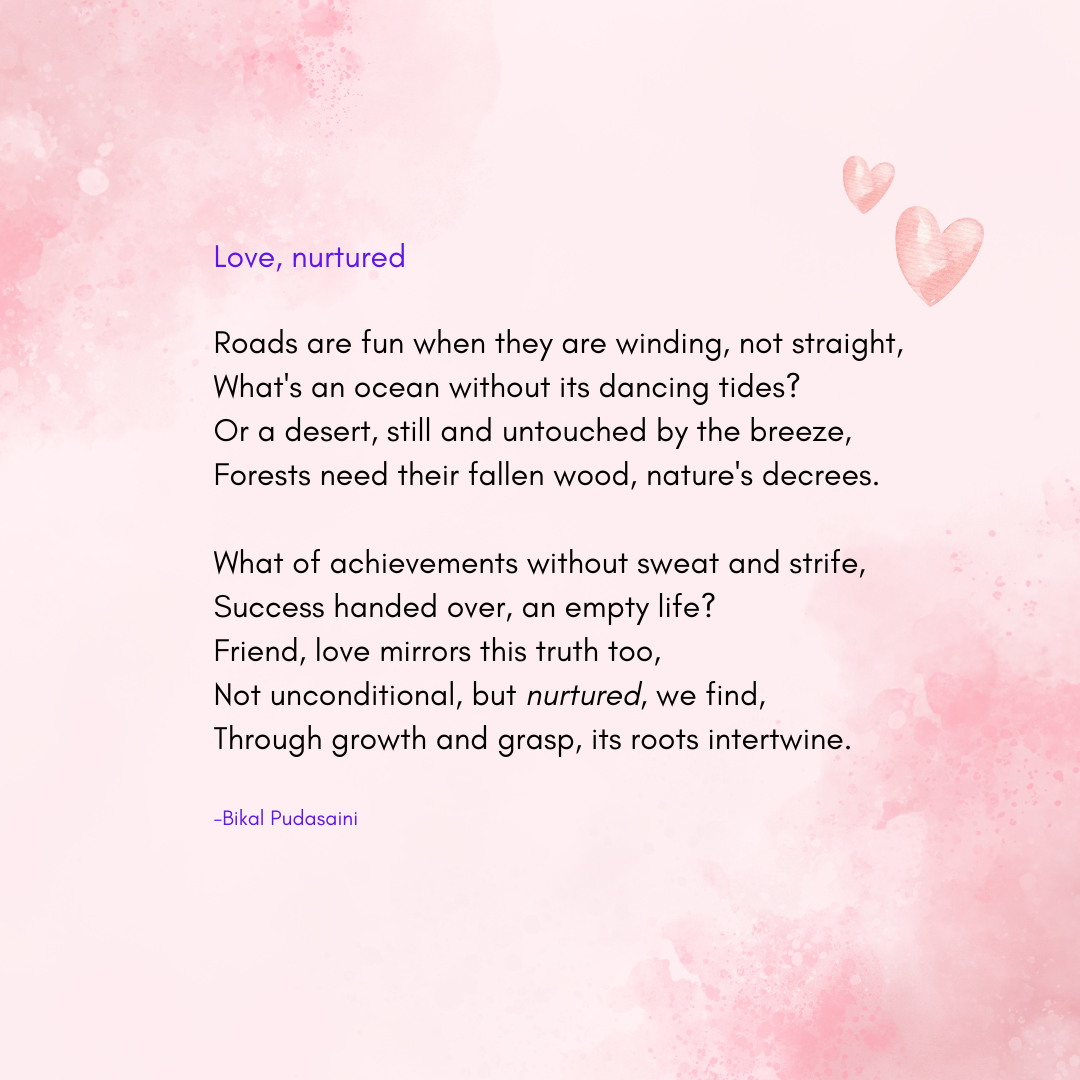 Love, nurtured
Roads are fun when they are winding, not straight,
What's an ocean without its dancing tides?
Or a desert, still and untouched by the breeze,
Forests need their fallen wood, nature's decrees.
What of achievements without sweat and strife,
Success handed over, an empty life?
Friend, love mirrors this truth too,
Not unconditional, but nurtured, we find,
Through growth and grasp, its roots intertwine.
-Bikal Pudasaini